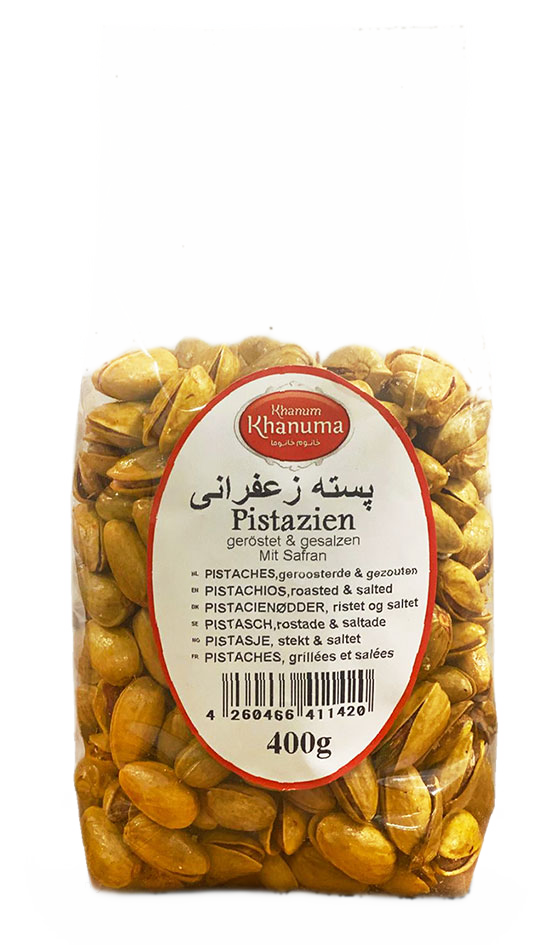 Khanum
Khanuma
خانوم خانوما
پسته زعفرانی
Pistazien
geröstet & gesalzen
Mit Safran
NL PISTACHES,geroosterde & gezouten
EN PISTACHIOS,roasted & salted
DK PISTACIENØDDER, ristet og saltet
SE PISTASCH,rostade & saltade
NO PISTASJE, stekt & saltet
FR PISTACHES, grillées et salées
4 260466 411420
400g